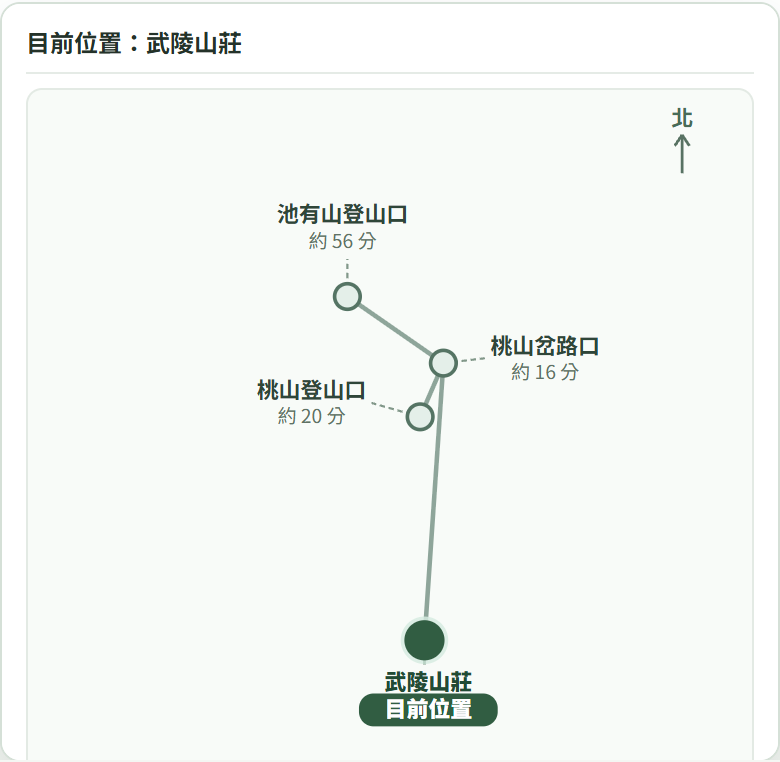 目前位置：武陵山莊
北
池有山登山口
約 56 分
桃山岔路口
約 16 分
桃山登山口
約 20 分
武陵山莊
目前位置